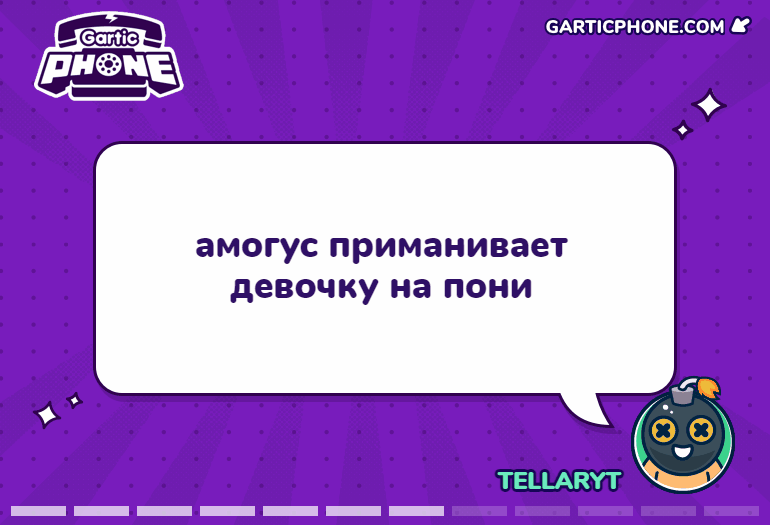 Gartic
PHONE
GARTICPHONE.COM
амогус приманивает
девочку на пони
TELLARYT